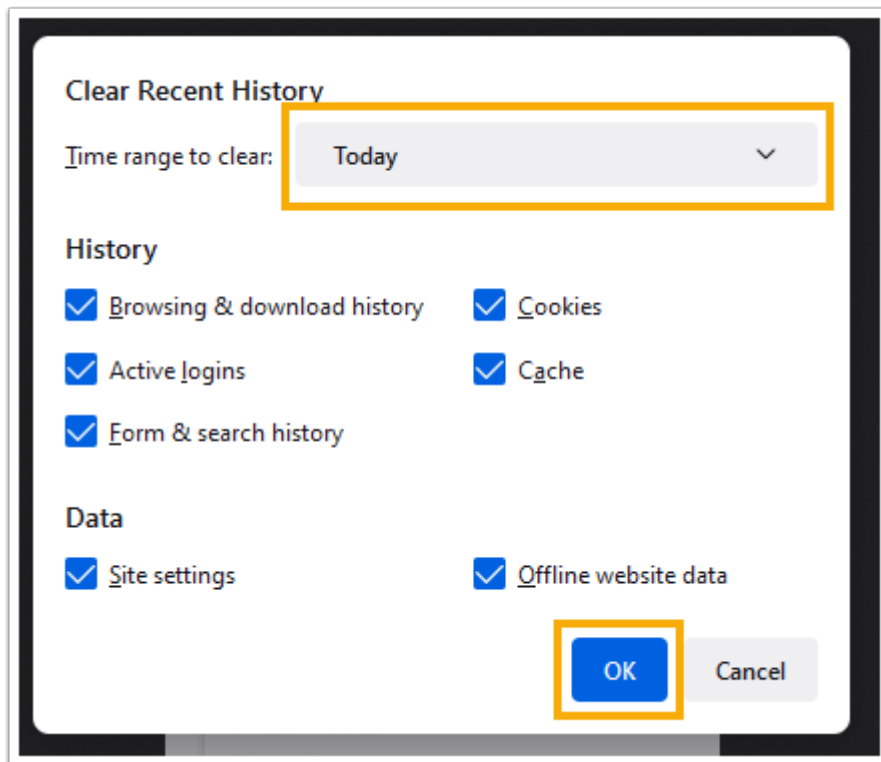 Clear Recent History
Time range to clear: Today
History
Browsing & download history Cookies
Active logins Cache
Form & search history
Data
Site settings Offline website data
OK Cancel